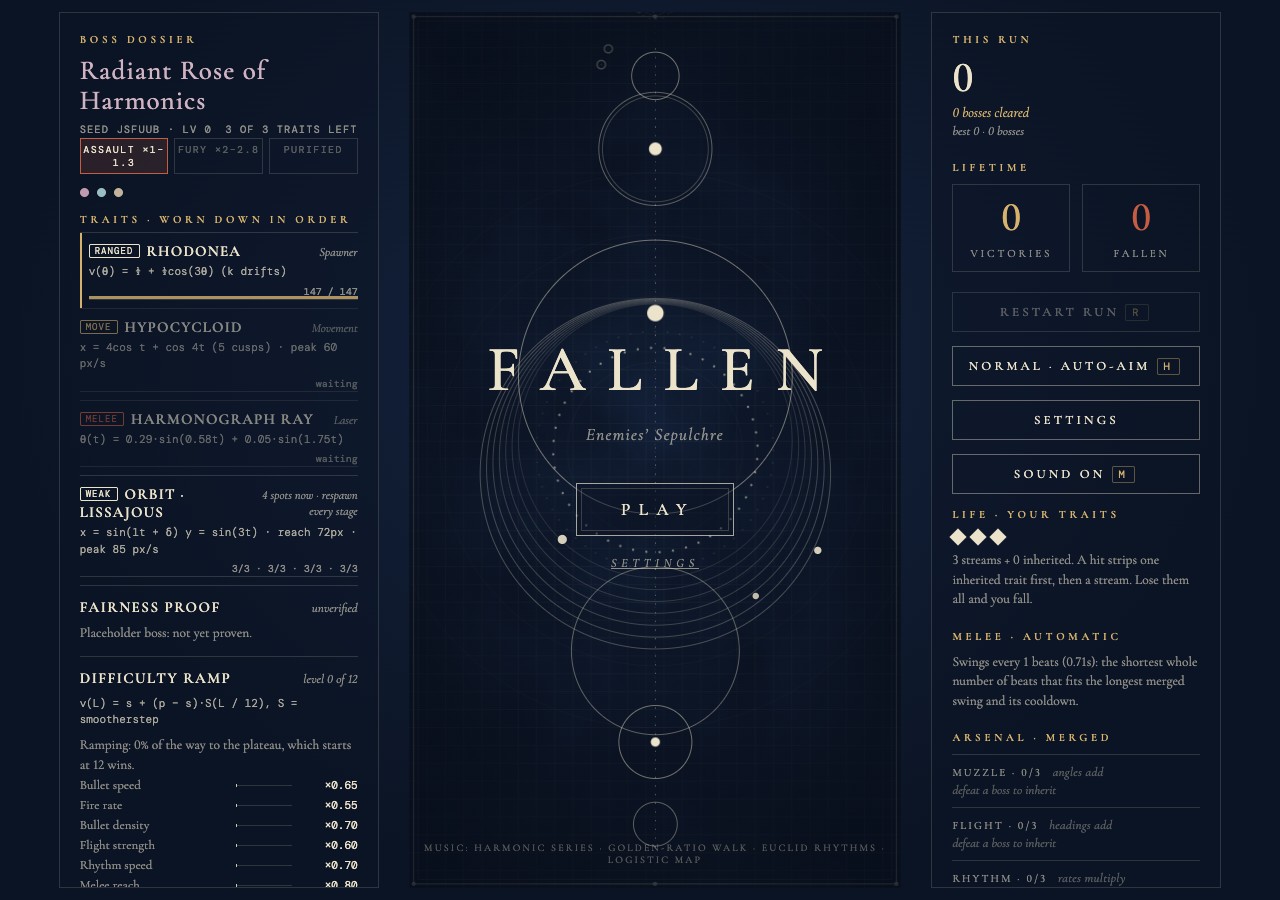 BOSS DOSSIER
Radiant Rose of
Harmonics
SEED JSFUUB · LV 0 3 OF 3 TRAITS LEFT
ASSAULT ×1–
1.3
FURY ×2–2.8
PURIFIED
TRAITS · WORN DOWN IN ORDER
RANGED RHODONEA Spawner
147 / 147
MOVE HYPOCYCLOID Movement
x = 4cos t + cos 4t (5 cusps) · peak 60
px/s
waiting
MELEE HARMONOGRAPH RAY Laser
θ(t) = 0.29·sin(0.58t) + 0.05·sin(1.75t)
waiting
WEAK ORBIT · 4 spots now · respawn
LISSAJOUS every stage
x = sin(1t + δ) y = sin(3t) · reach 72px ·
peak 85 px/s
3/3 · 3/3 · 3/3 · 3/3
FAIRNESS PROOF unverified
Placeholder boss: not yet proven.
DIFFICULTY RAMP level 0 of 12
v(L) = s + (p − s)·S(L / 12), S =
smootherstep
Ramping: 0% of the way to the plateau, which starts
at 12 wins.
Bullet speed ×0.65
Fire rate ×0.55
Bullet density ×0.70
Flight strength ×0.60
Rhythm speed ×0.70
Melee reach ×0.80
FALLEN
Enemies’ Sepulchre
PLAY
SETTINGS
MUSIC: HARMONIC SERIES · GOLDEN-RATIO WALK · EUCLID RHYTHMS ·
LOGISTIC MAP
THIS RUN
0
0 bosses cleared
best 0 · 0 bosses
LIFETIME
0 0
VICTORIES FALLEN
RESTART RUN R
NORMAL · AUTO-AIM H
SETTINGS
SOUND ON M
LIFE · YOUR TRAITS
3 streams + 0 inherited. A hit strips one
inherited trait first, then a stream. Lose them
all and you fall.
MELEE · AUTOMATIC
Swings every 1 beats (0.71s): the shortest whole
number of beats that fits the longest merged
swing and its cooldown.
ARSENAL · MERGED
MUZZLE · 0/3 angles add
defeat a boss to inherit
FLIGHT · 0/3 headings add
defeat a boss to inherit
RHYTHM · 0/3 rates multiply